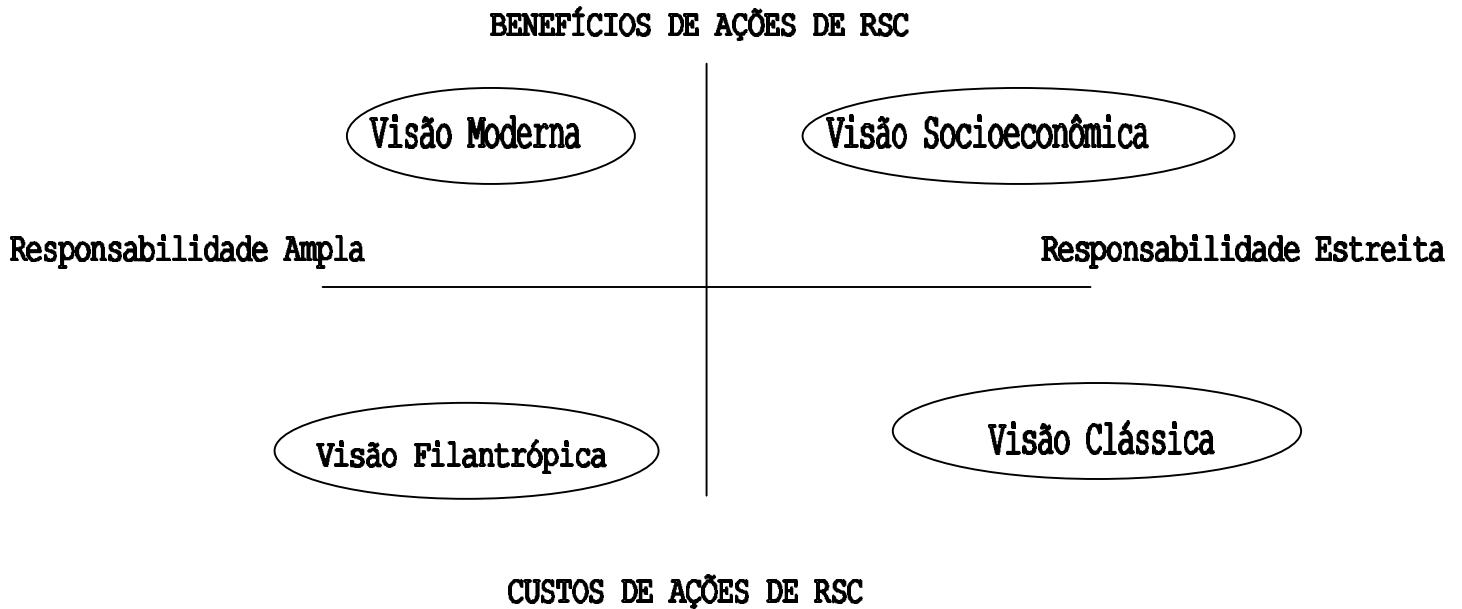 BENEFÍCIOS DE AÇÕES DE RSC
Visão Moderna
Visão Socioeconômica
Responsabilidade Ampla
Responsabilidade Estreita
Visão Filantrópica
Visão Clássica
CUSTOS DE AÇÕES DE RSC